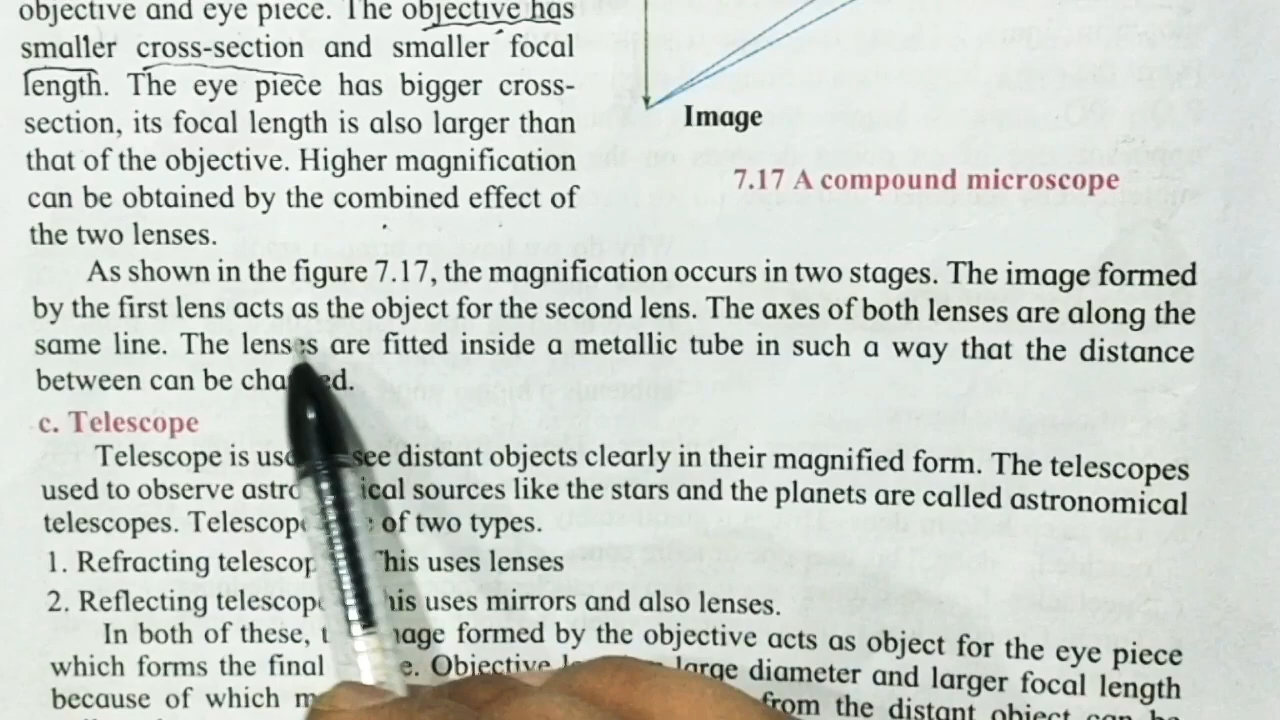 objective and eye piece. The objective has
smaller cross-section and smaller focal
length. The eye piece has bigger cross-
section, its focal length is also larger than
that of the objective. Higher magnification
can be obtained by the combined effect of
the two lenses.
Image
7.17 A compound microscope
As shown in the figure 7.17, the magnification occurs in two stages. The image formed
by the first lens acts as the object for the second lens. The axes of both lenses are along the
same line. The lenses are fitted inside a metallic tube in such a way that the distance
between can be cha ed.
c. Telescope
Telescope is use see distant objects clearly in their magnified form. The telescopes
used to observe astro ical sources like the stars and the planets are called astronomical
telescopes. Telescop of two types.
1. Refracting telescop This uses lenses
2. Reflecting telescope his uses mirrors and also lenses.
In both of these, t mage formed by the objective acts as object for the eye piece
which forms the final e. Objective large diameter and larger focal length
because of which m from the distant object can be